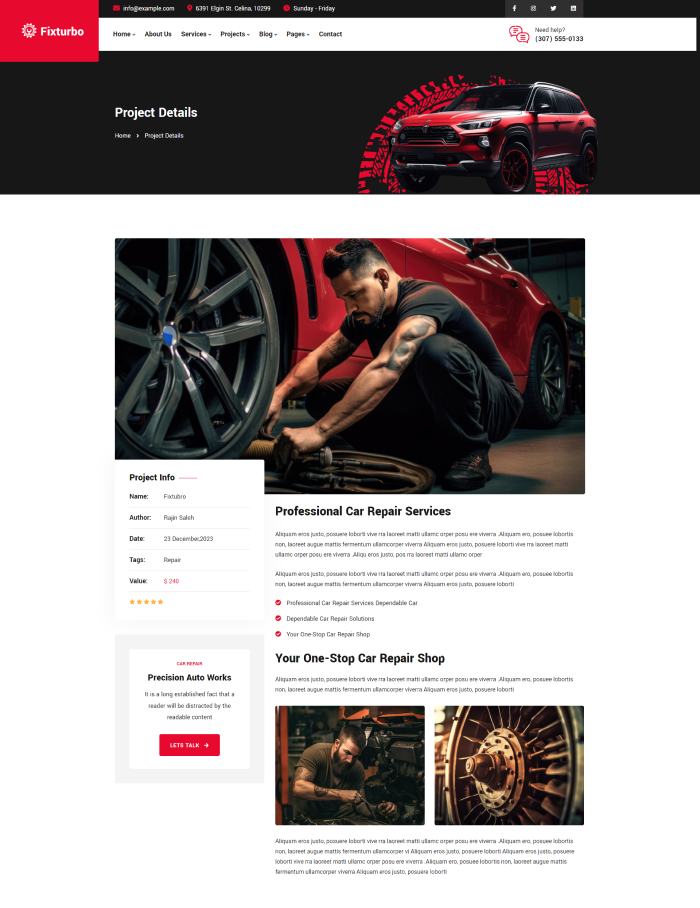 info@example.com
6391 Elgin St. Celina, 10299
Sunday - Friday
Fixturbo
Home
About Us
Services
Projects
Blog
Pages
Contact
Need help?
(307) 555-0133
Project Details
Home
Project Details
Project Info
Name: Fixtubro
Author: Rajin Saleh
Date: 23 December,2023
Tags: Repair
Value: $ 240
CAR REPAIR
Precision Auto Works
It is a long established fact that a
reader will be distracted by the
readable content
LETS TALK
Professional Car Repair Services
Aliquam eros justo, posuere loborti vive rra laoreet matti ullamc orper posu ere viverra .Aliquam ero, posuee lobortis
non, laoreet augue mattis fermentum ullamcorper viverra Aliquam eros justo, posuere loborti vive rra laoreet matti
ullamc orper posu ere viverra .Aliqu eros justo, pos rra laoreet matti ullamc orper
Aliquam eros justo, posuere loborti vive rra laoreet matti ullamc orper posu ere viverra .Aliquam ero, posuee lobortis
non, laoreet augue mattis fermentum ullamcorper viverra Aliquam eros justo, posuere loborti
Professional Car Repair Services Dependable Car
Dependable Car Repair Solutions
Your One-Stop Car Repair Shop
Your One-Stop Car Repair Shop
Aliquam eros justo, posuere loborti vive rra laoreet matti ullamc orper posu ere viverra .Aliquam ero, posuee lobortis
non, laoreet augue mattis fermentum ullamcorper viverra Aliquam eros justo, posuere loborti
Aliquam eros justo, posuere loborti vive rra laoreet matti ullamc orper posu ere viverra .Aliquam ero, posuee lobortis
non, laoreet augue mattis fermentum ullamcorper vi Aliquam eros justo, posuere loborti Aliquam eros justo, posuere
loborti vive rra laoreet matti ullamc orper posu ere viverra .Aliquam ero, posuee lobortis non, laoreet augue mattis
fermentum ullamcorper viverra Aliquam eros justo, posuere loborti